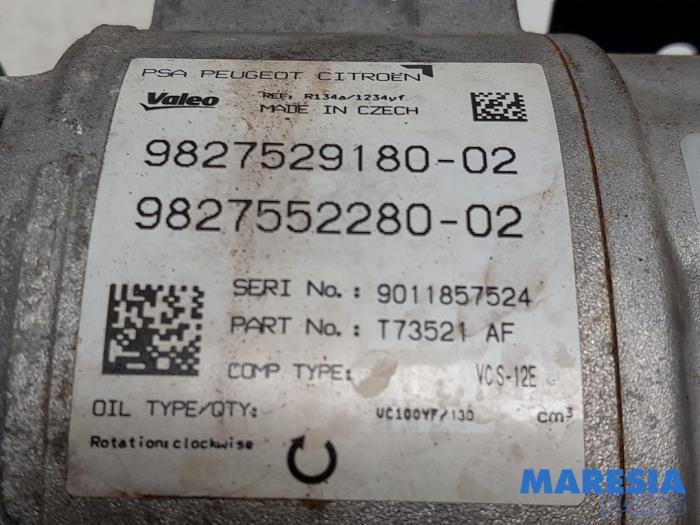 PSA PEUGEOT CITROEN
Valeo
REF: R134a/1234yf
MADE IN CZECH
9827529180-02
9827552280-02
SERI No.: 9011857524
PART No.: T73521 AF
COMP TYPE: VCS-12E
OIL TYPE/QTY: VC100YF/130 cm³
Rotation:clockwise
MARESIA